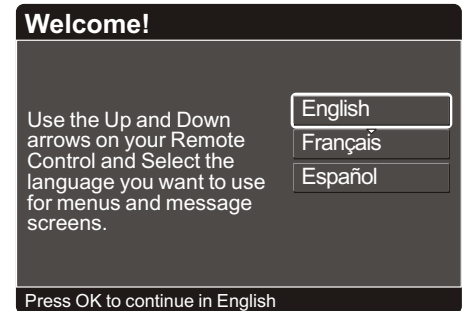 Welcome!
Use the Up and Down
arrows on your Remote
Control and Select the
language you want to use
for menus and message
screens.
English
Français
Español
Press OK to continue in English